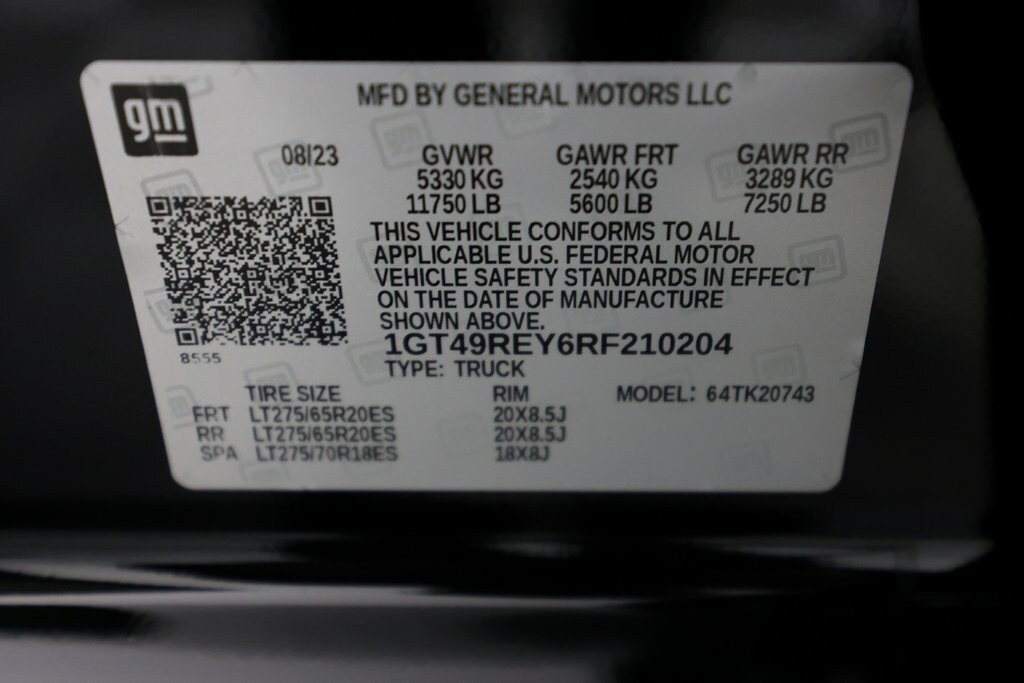 gm
MFD BY GENERAL MOTORS LLC
08/23 GVWR GAWR FRT GAWR RR
5330 KG 2540 KG 3289 KG
11750 LB 5600 LB 7250 LB
THIS VEHICLE CONFORMS TO ALL
APPLICABLE U.S. FEDERAL MOTOR
VEHICLE SAFETY STANDARDS IN EFFECT
ON THE DATE OF MANUFACTURE
SHOWN ABOVE.
8555
1GT49REY6RF210204
TYPE: TRUCK
TIRE SIZE RIM MODEL: 64TK20743
FRT LT275/65R20ES 20X8.5J
RR LT275/65R20ES 20X8.5J
SPA LT275/70R18ES 18X8J